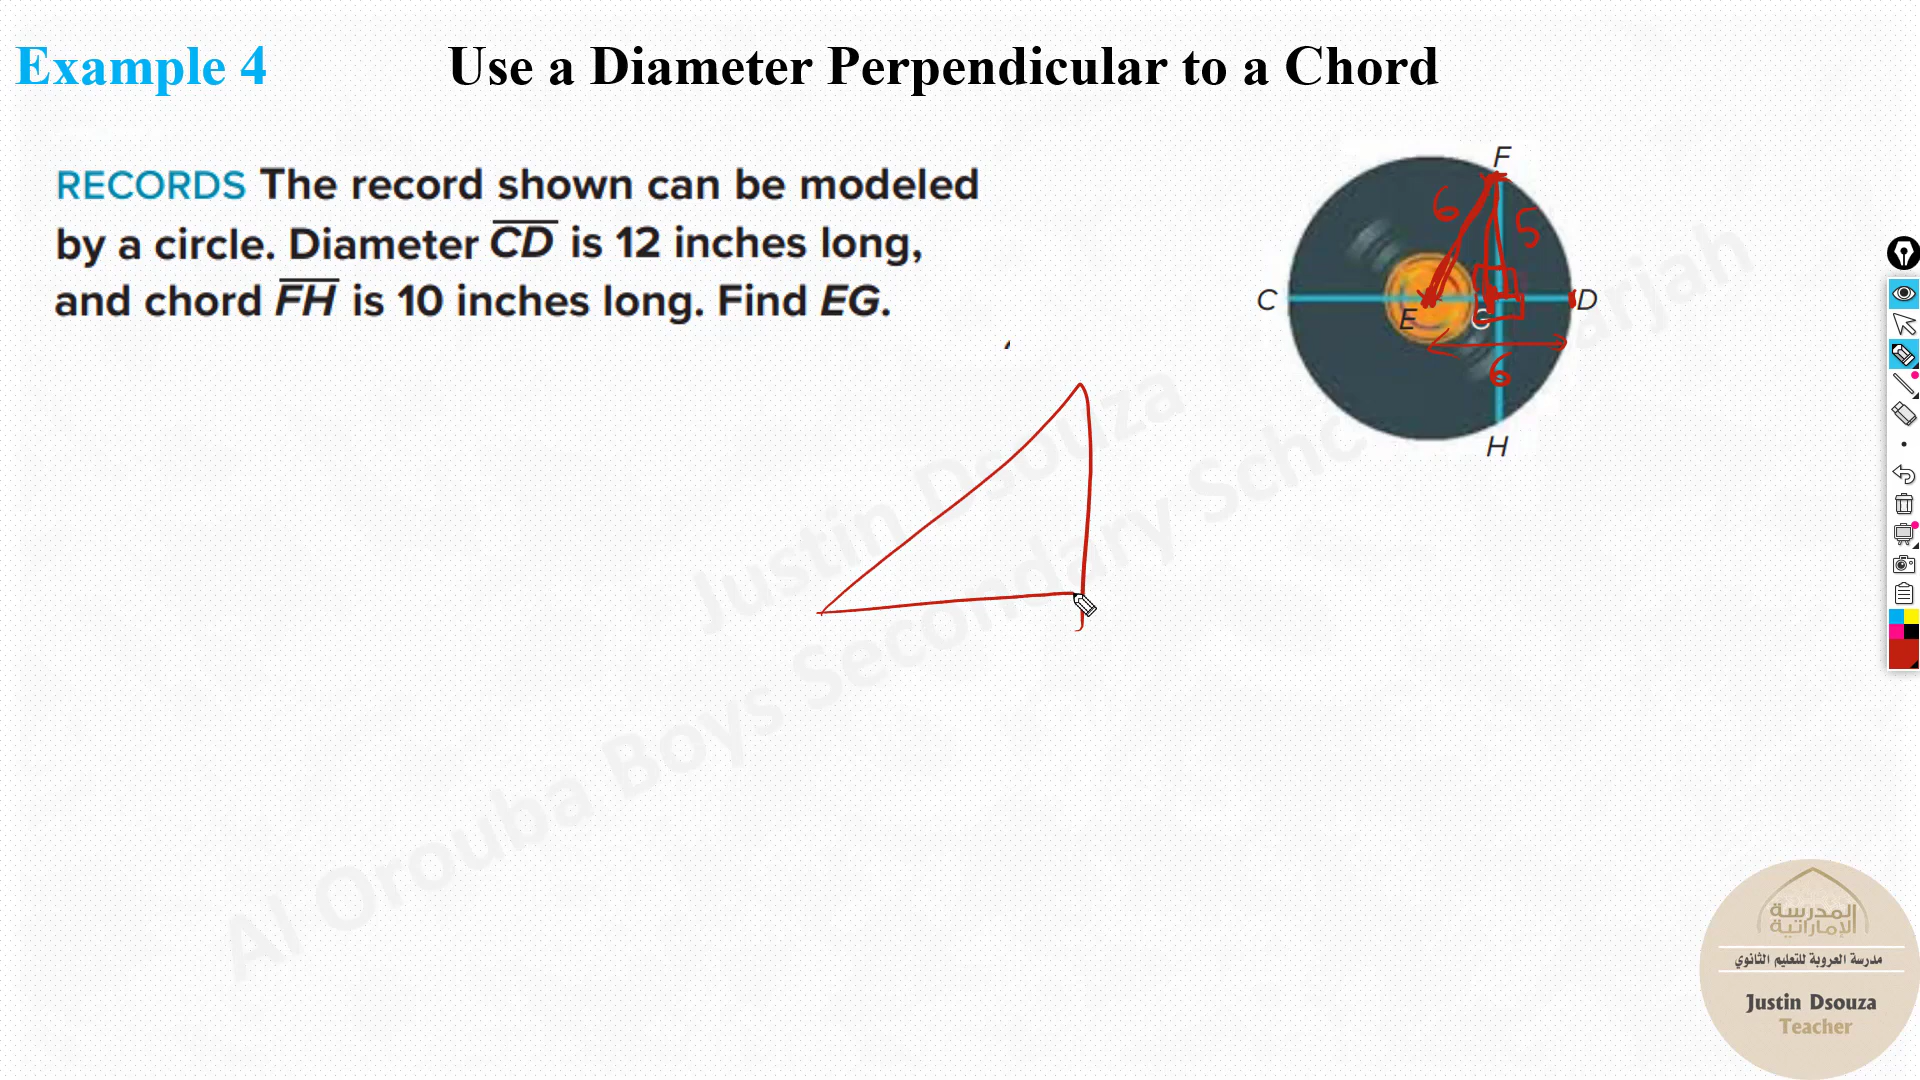 Example 4 Use a Diameter Perpendicular to a Chord
RECORDS The record shown can be modeled
by a circle. Diameter CD is 12 inches long,
and chord FH is 10 inches long. Find EG.
F
6
5
C
E
G
D
6
H
Justin Dsouza
Al Orouba Boys Secondary Scho arjah
المدرسة
الإماراتية
مدرسة العروبة للتعليم الثانوي
Justin Dsouza
Teacher